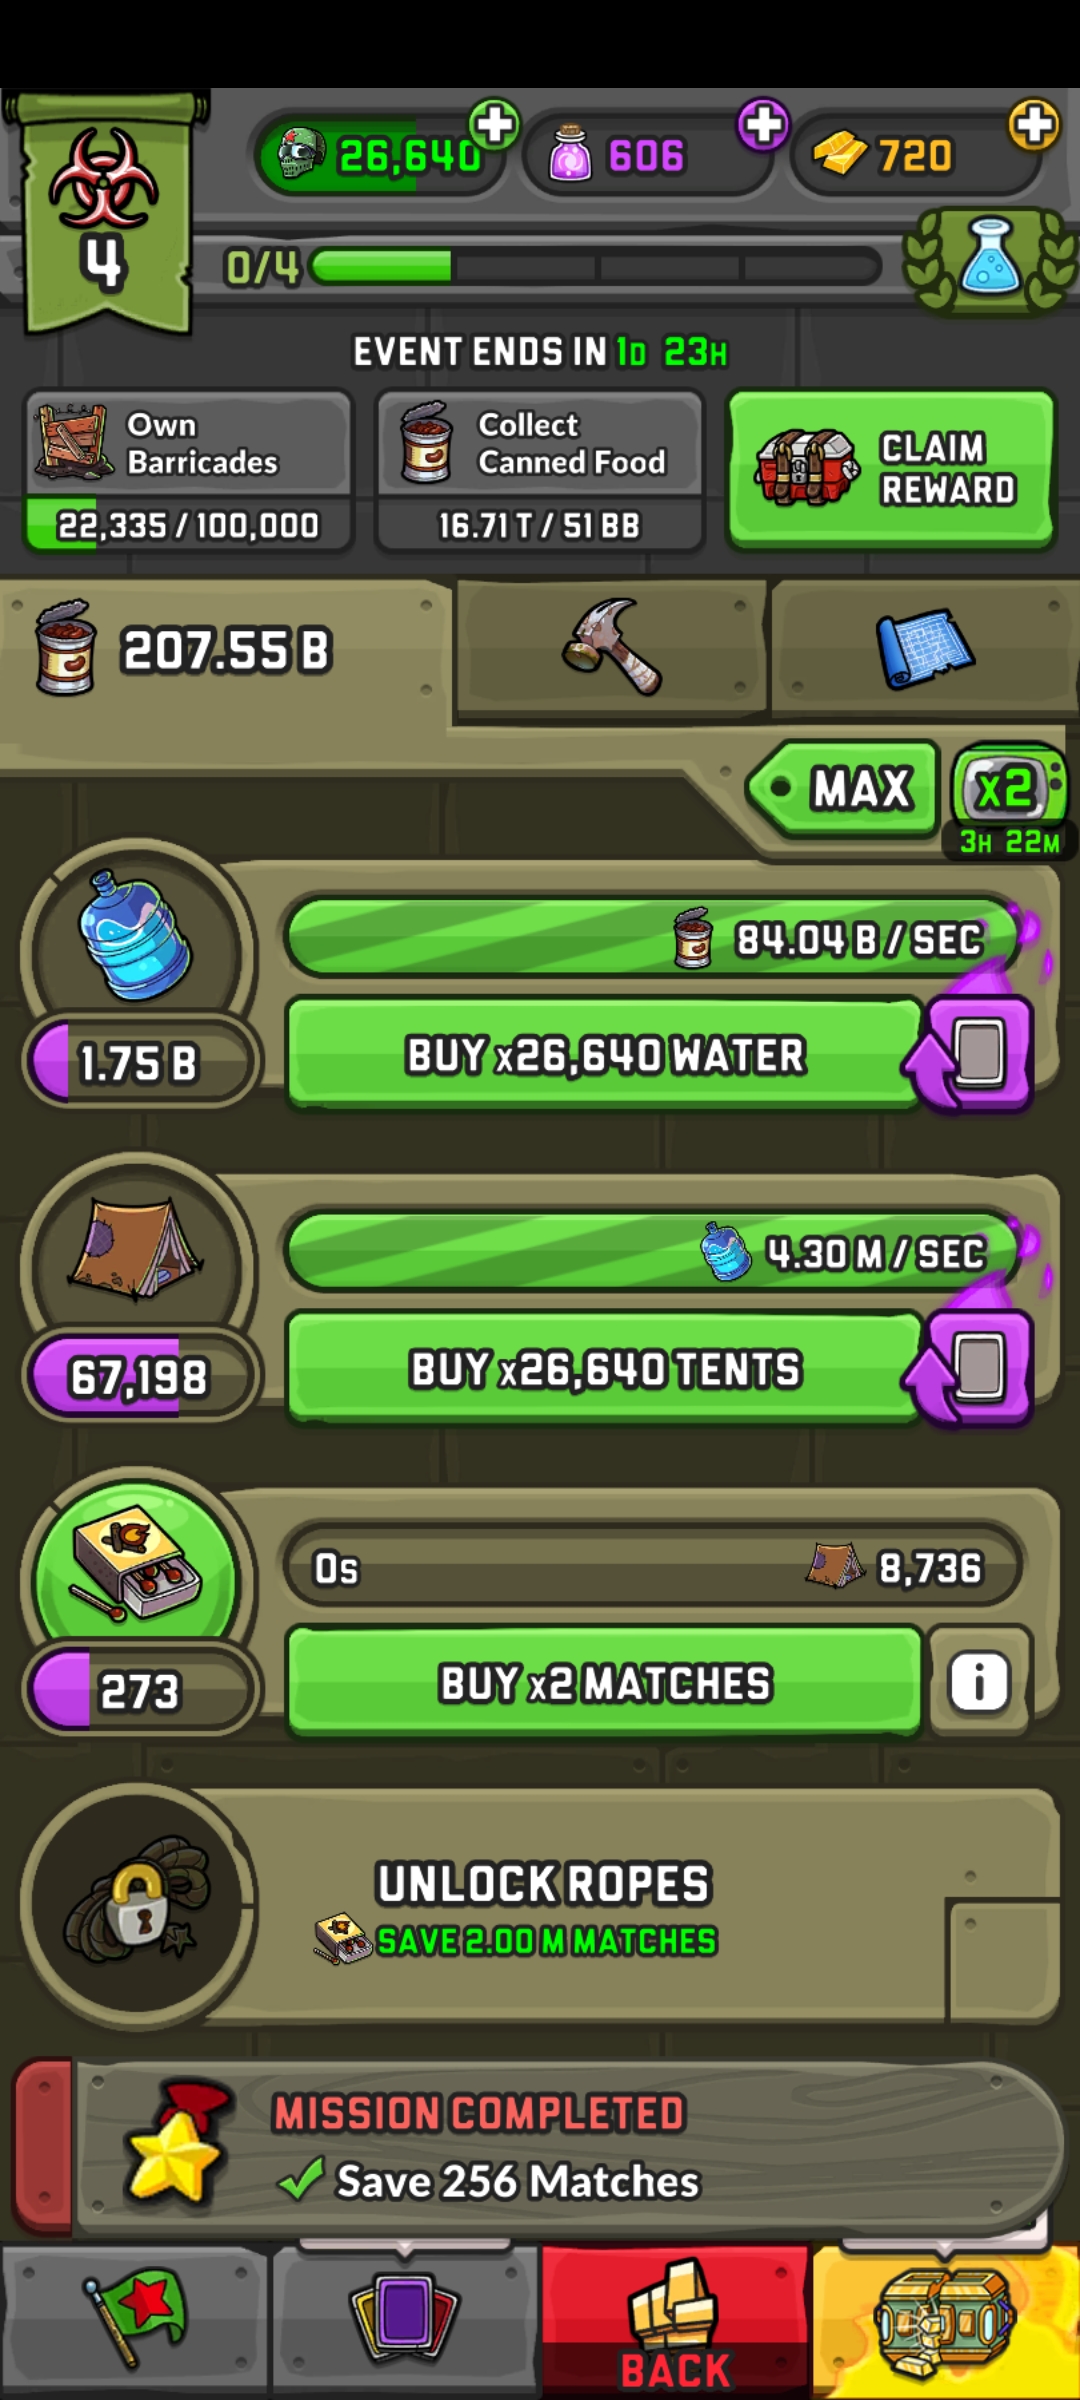 26,640
606
720
4
0/4
EVENT ENDS IN 1D 23H
Own
Barricades
22,335 / 100,000
Collect
Canned Food
16.71 T / 51 BB
CLAIM
REWARD
207.55 B
MAX
x2
3H 22M
84.04 B / SEC
1.75 B
BUY x26,640 WATER
4.30 M / SEC
67,198
BUY x26,640 TENTS
0s
8,736
273
BUY x2 MATCHES
i
UNLOCK ROPES
SAVE 2.00 M MATCHES
MISSION COMPLETED
Save 256 Matches
BACK